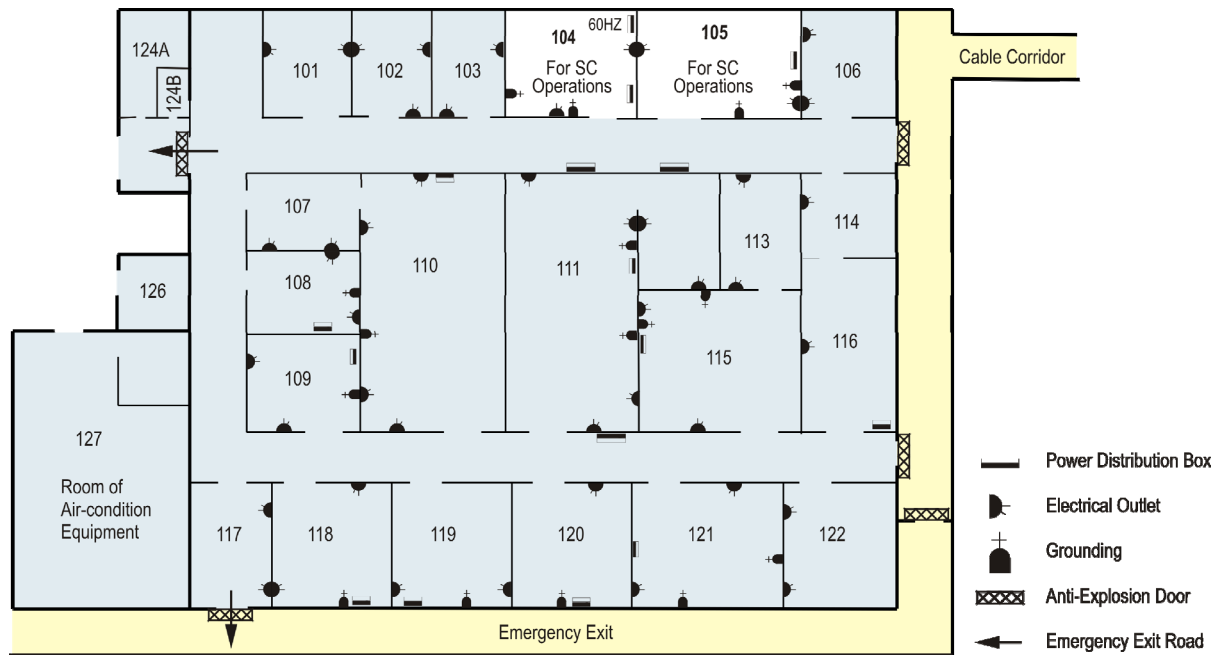 124A
124B
101
102
103
60HZ
104
For SC
Operations
105
For SC
Operations
106
Cable Corridor
107
108
109
110
111
113
114
115
116
126
127
Room of
Air-condition
Equipment
117
118
119
120
121
122
Emergency Exit
Power Distribution Box
Electrical Outlet
Grounding
Anti-Explosion Door
Emergency Exit Road